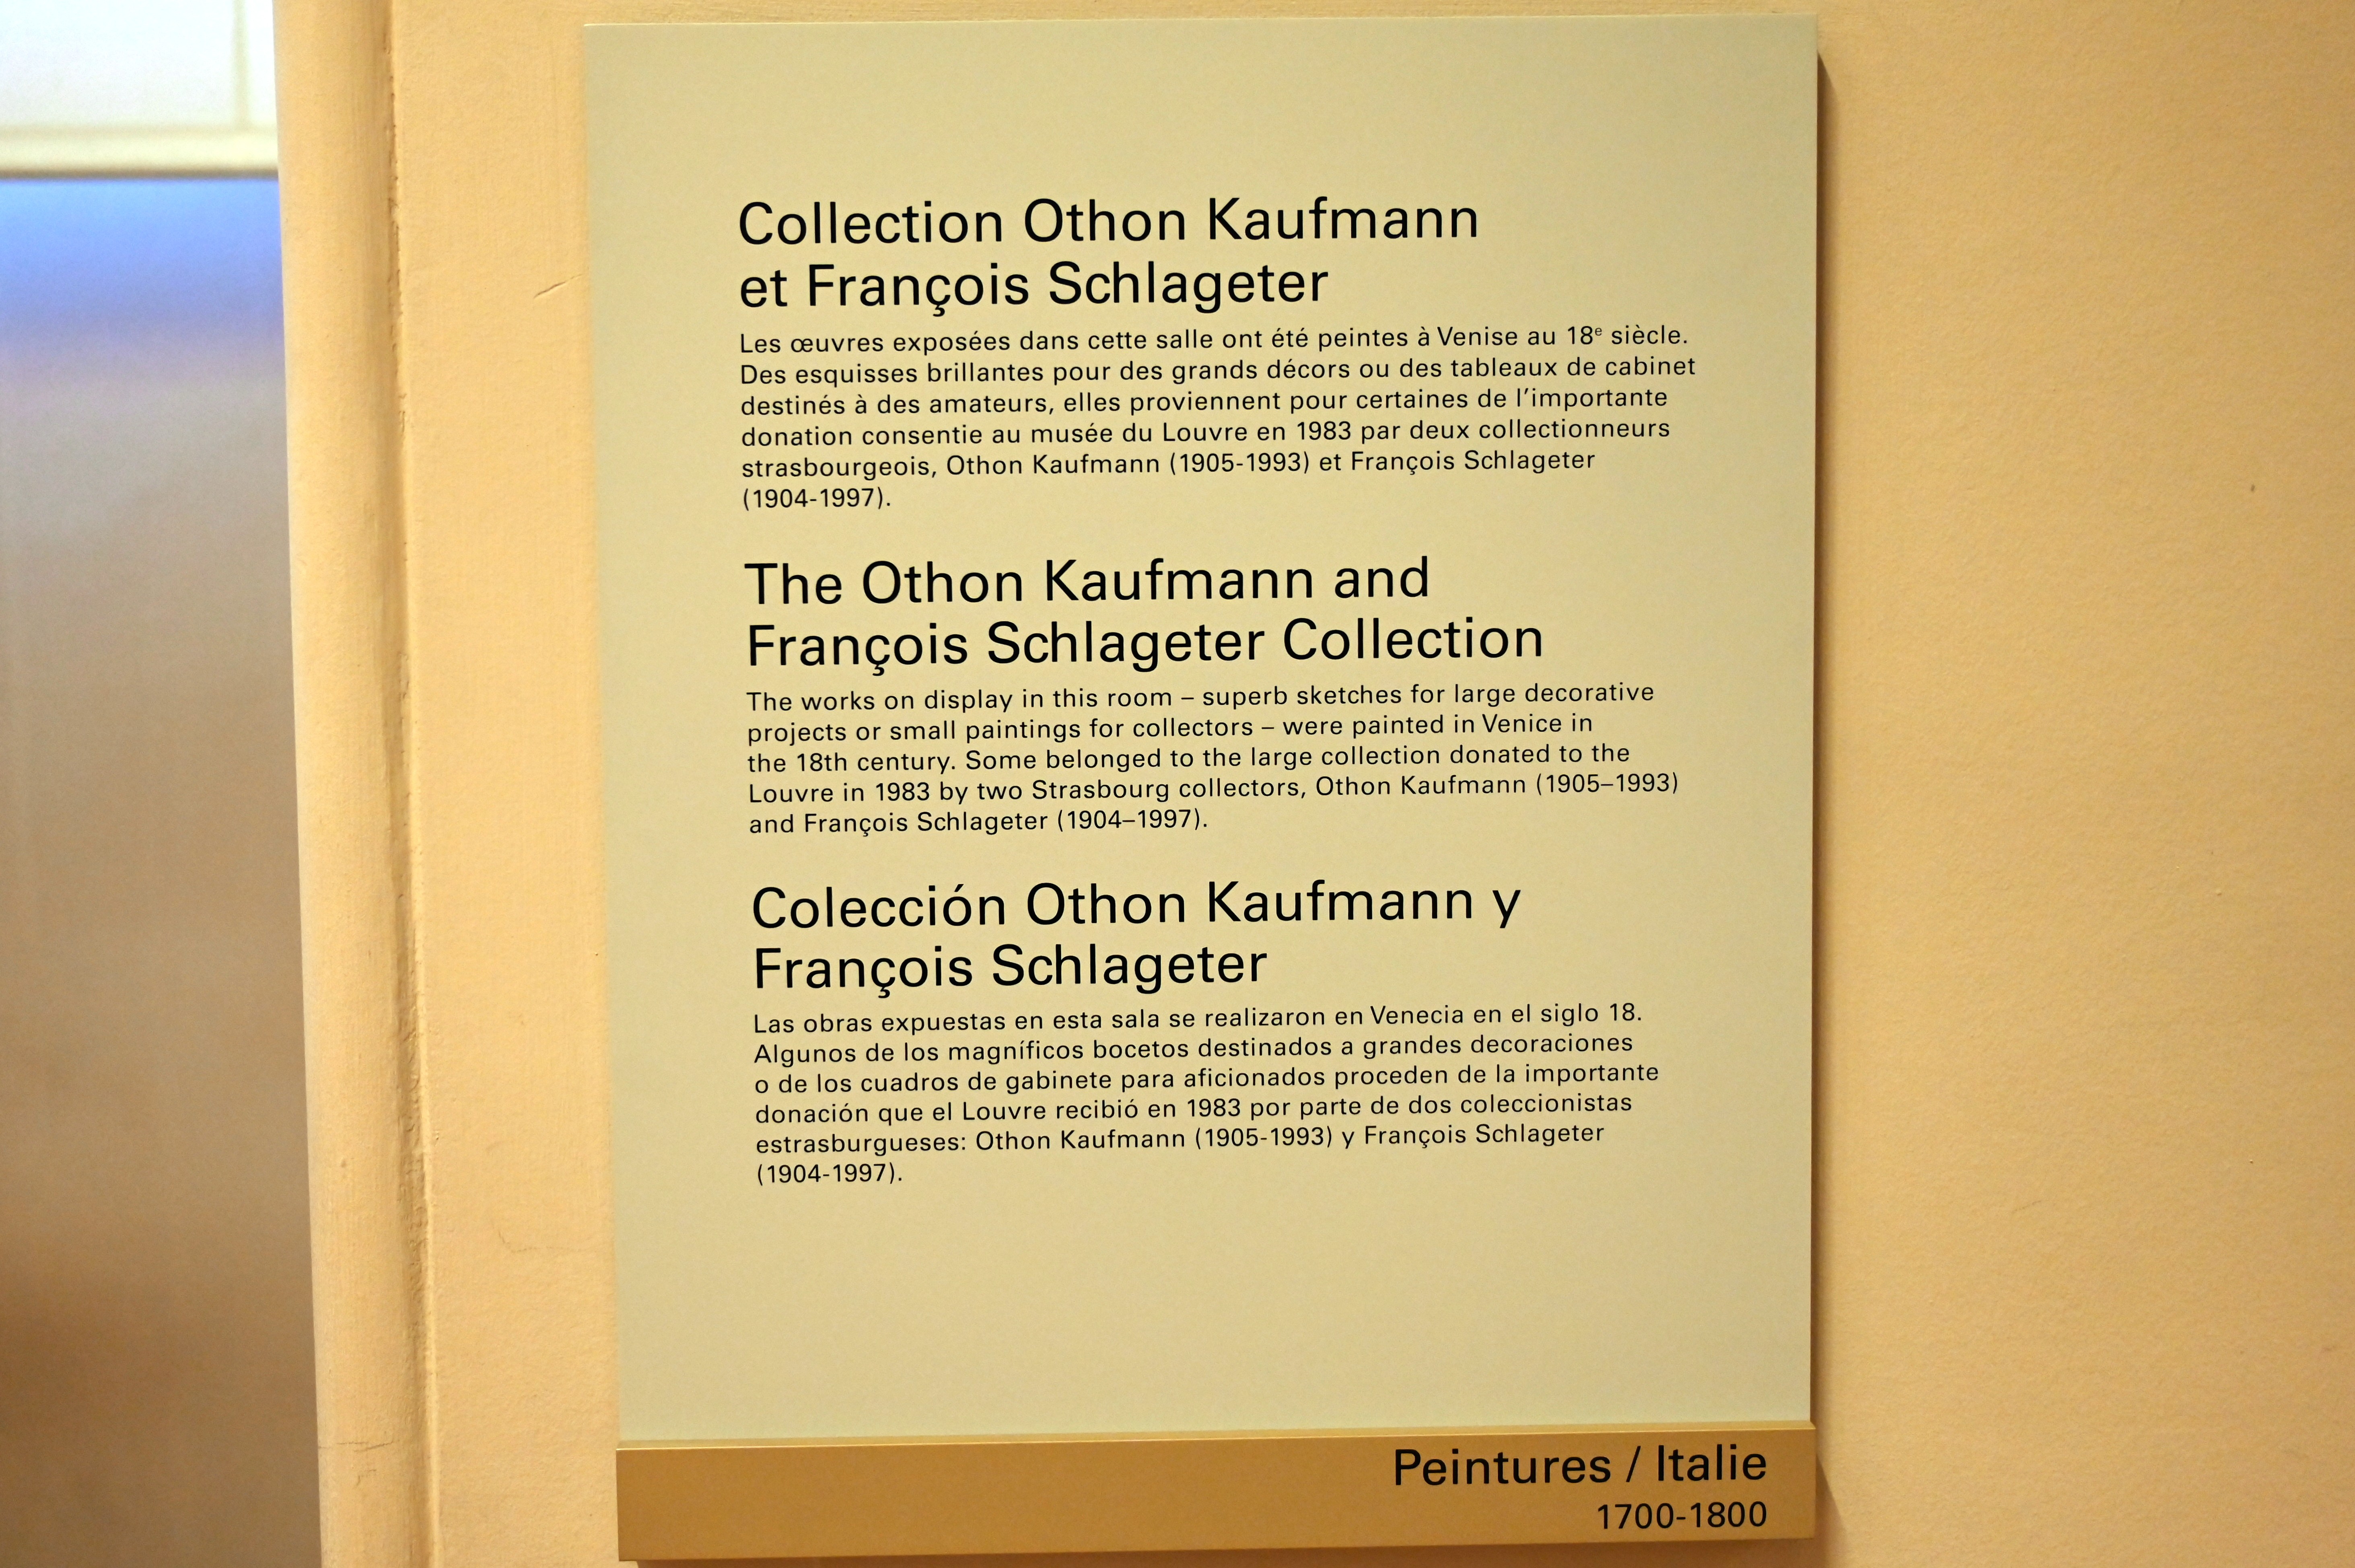 Collection Othon Kaufmann
et François Schlageter
Les œuvres exposées dans cette salle ont été peintes à Venise au 18e siècle.
Des esquisses brillantes pour des grands décors ou des tableaux de cabinet
destinés à des amateurs, elles proviennent pour certaines de l'importante
donation consentie au musée du Louvre en 1983 par deux collectionneurs
strasbourgeois, Othon Kaufmann (1905-1993) et François Schlageter
(1904-1997).
The Othon Kaufmann and
François Schlageter Collection
The works on display in this room – superb sketches for large decorative
projects or small paintings for collectors – were painted in Venice in
the 18th century. Some belonged to the large collection donated to the
Louvre in 1983 by two Strasbourg collectors, Othon Kaufmann (1905–1993)
and François Schlageter (1904–1997).
Colección Othon Kaufmann y
François Schlageter
Las obras expuestas en esta sala se realizaron en Venecia en el siglo 18.
Algunos de los magníficos bocetos destinados a grandes decoraciones
o de los cuadros de gabinete para aficionados proceden de la importante
donación que el Louvre recibió en 1983 por parte de dos coleccionistas
estrasburgueses: Othon Kaufmann (1905-1993) y François Schlageter
(1904-1997).
Peintures / Italie
1700-1800